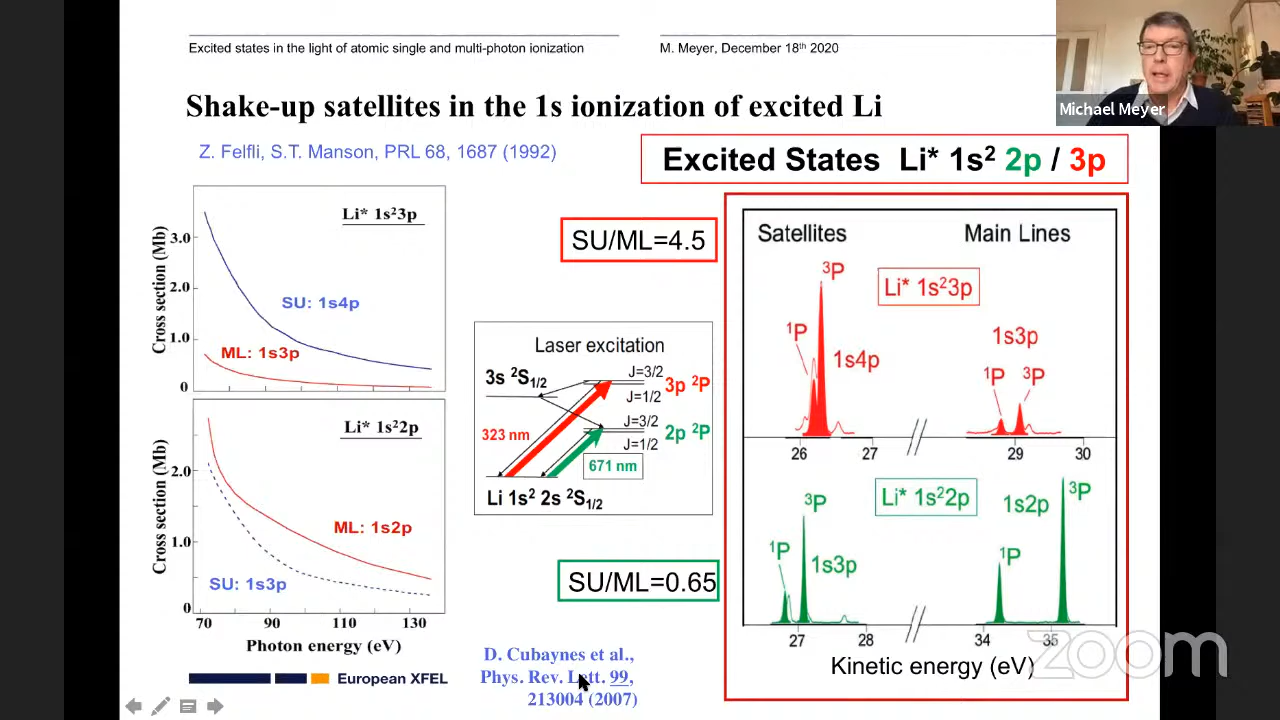 Excited states in the light of atomic single and multi-photon ionization
M. Meyer, December 18th 2020
Michael Meyer
Shake-up satellites in the 1s ionization of excited Li
Z. Felfli, S.T. Manson, PRL 68, 1687 (1992)
Excited States Li* 1s² 2p / 3p
Li* 1s²3p
Cross section (Mb)
3.0
2.0
1.0
0
SU: 1s4p
ML: 1s3p
Li* 1s²2p
Cross section (Mb)
2.0
1.0
0
ML: 1s2p
SU: 1s3p
70 90 110 130
Photon energy (eV)
SU/ML=4.5
Laser excitation
3s ²S1/2
J=3/2
J=1/2
3p ²P
J=3/2
J=1/2
2p ²P
323 nm
671 nm
Li 1s² 2s ²S1/2
SU/ML=0.65
Satellites
Main Lines
³P
Li* 1s²3p
¹P
1s4p
1s3p
¹P
³P
26 27 29 30
Li* 1s²2p
³P
¹P
1s3p
1s2p
³P
¹P
27 28 34 35
Kinetic energy (eV)
D. Cubaynes et al.,
Phys. Rev. Lett. 99,
213004 (2007)
European XFEL
zoom